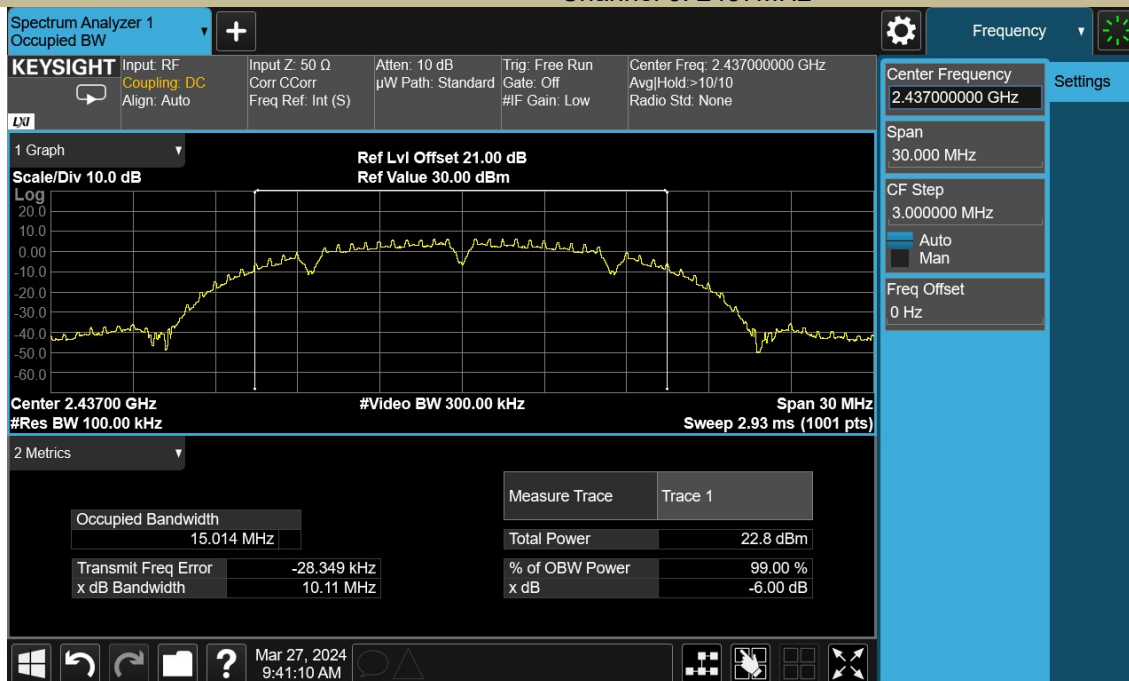 Spectrum Analyzer 1
Occupied BW
+
Frequency
KEYSIGHT
LXI
Input: RF
Coupling: DC
Align: Auto
Input Z: 50 Ω
Corr CCorr
Freq Ref: Int (S)
Atten: 10 dB
µW Path: Standard
Trig: Free Run
Gate: Off
#IF Gain: Low
Center Freq: 2.437000000 GHz
Avg|Hold:>10/10
Radio Std: None
Center Frequency
2.437000000 GHz
Settings
Span
30.000 MHz
CF Step
3.000000 MHz
Auto
Man
Freq Offset
0 Hz
1 Graph
Scale/Div 10.0 dB
Ref Lvl Offset 21.00 dB
Ref Value 30.00 dBm
Log
20.0
10.0
0.00
-10.0
-20.0
-30.0
-40.0
-50.0
-60.0
Center 2.43700 GHz
#Video BW 300.00 kHz
Span 30 MHz
#Res BW 100.00 kHz
Sweep 2.93 ms (1001 pts)
2 Metrics
Measure Trace Trace 1
Occupied Bandwidth
15.014 MHz
Total Power 22.8 dBm
Transmit Freq Error -28.349 kHz
% of OBW Power 99.00 %
x dB Bandwidth 10.11 MHz
x dB -6.00 dB
?
Mar 27, 2024
9:41:10 AM